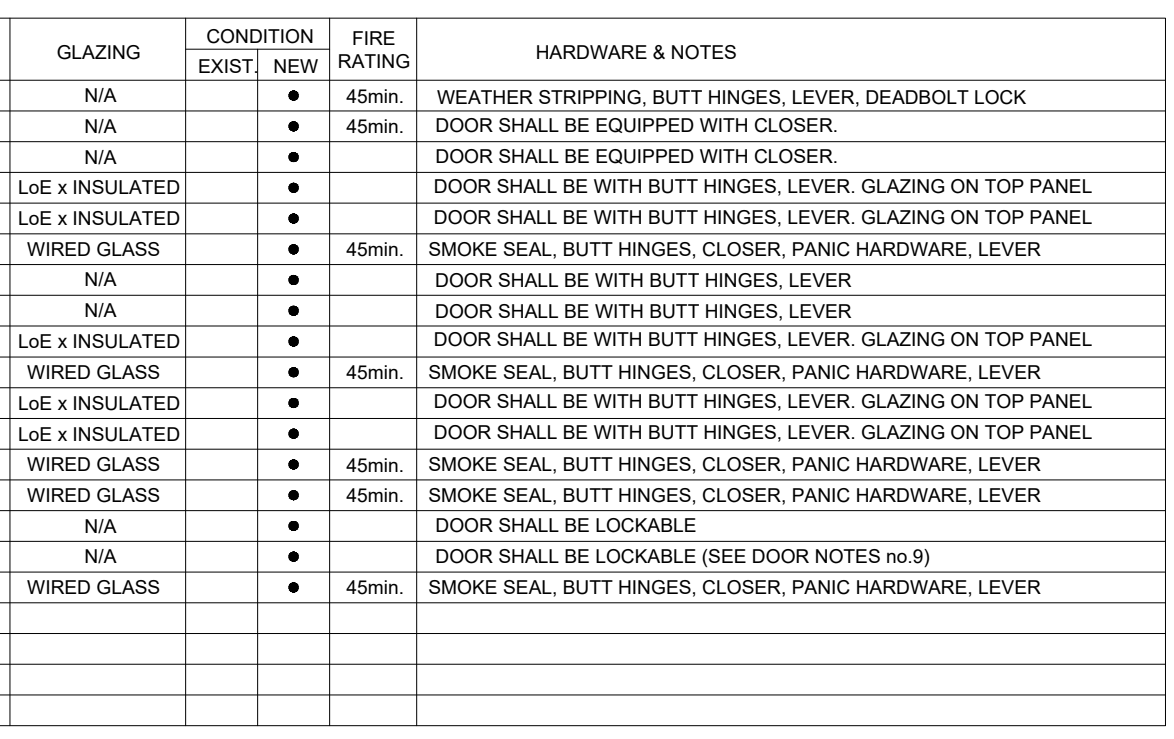 GLAZING CONDITION FIRE RATING HARDWARE & NOTES
EXIST. NEW
N/A ● 45min. WEATHER STRIPPING, BUTT HINGES, LEVER, DEADBOLT LOCK
N/A ● 45min. DOOR SHALL BE EQUIPPED WITH CLOSER.
N/A ● DOOR SHALL BE EQUIPPED WITH CLOSER.
LoE x INSULATED ● DOOR SHALL BE WITH BUTT HINGES, LEVER. GLAZING ON TOP PANEL
LoE x INSULATED ● DOOR SHALL BE WITH BUTT HINGES, LEVER. GLAZING ON TOP PANEL
WIRED GLASS ● 45min. SMOKE SEAL, BUTT HINGES, CLOSER, PANIC HARDWARE, LEVER
N/A ● DOOR SHALL BE WITH BUTT HINGES, LEVER
N/A ● DOOR SHALL BE WITH BUTT HINGES, LEVER
LoE x INSULATED ● DOOR SHALL BE WITH BUTT HINGES, LEVER. GLAZING ON TOP PANEL
WIRED GLASS ● 45min. SMOKE SEAL, BUTT HINGES, CLOSER, PANIC HARDWARE, LEVER
LoE x INSULATED ● DOOR SHALL BE WITH BUTT HINGES, LEVER. GLAZING ON TOP PANEL
LoE x INSULATED ● DOOR SHALL BE WITH BUTT HINGES, LEVER. GLAZING ON TOP PANEL
WIRED GLASS ● 45min. SMOKE SEAL, BUTT HINGES, CLOSER, PANIC HARDWARE, LEVER
WIRED GLASS ● 45min. SMOKE SEAL, BUTT HINGES, CLOSER, PANIC HARDWARE, LEVER
N/A ● DOOR SHALL BE LOCKABLE
N/A ● DOOR SHALL BE LOCKABLE (SEE DOOR NOTES no.9)
WIRED GLASS ● 45min. SMOKE SEAL, BUTT HINGES, CLOSER, PANIC HARDWARE, LEVER